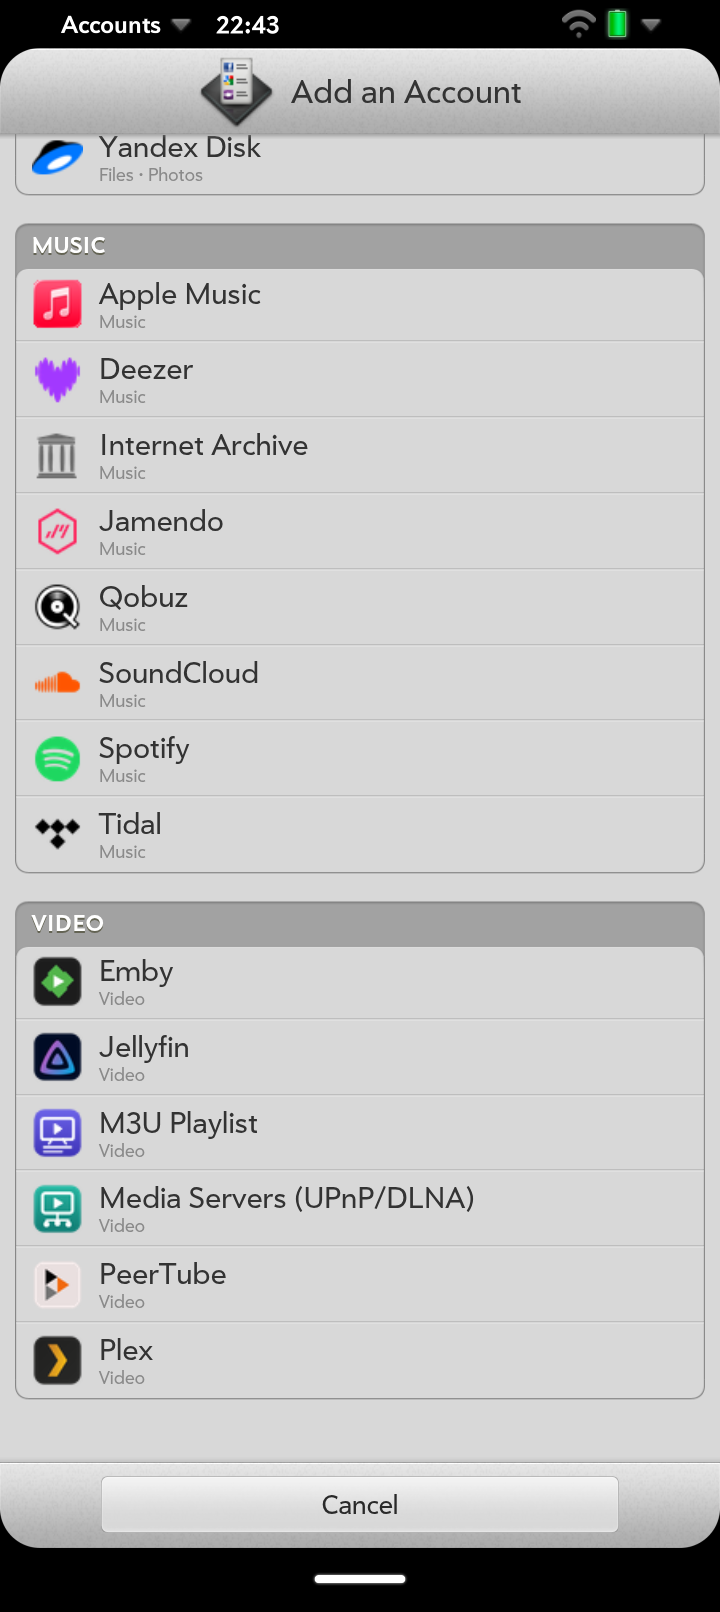 Accounts 22:43
Add an Account
Yandex Disk
Files • Photos
MUSIC
Apple Music
Music
Deezer
Music
Internet Archive
Music
Jamendo
Music
Qobuz
Music
SoundCloud
Music
Spotify
Music
Tidal
Music
VIDEO
Emby
Video
Jellyfin
Video
M3U Playlist
Video
Media Servers (UPnP/DLNA)
Video
PeerTube
Video
Plex
Video
Cancel